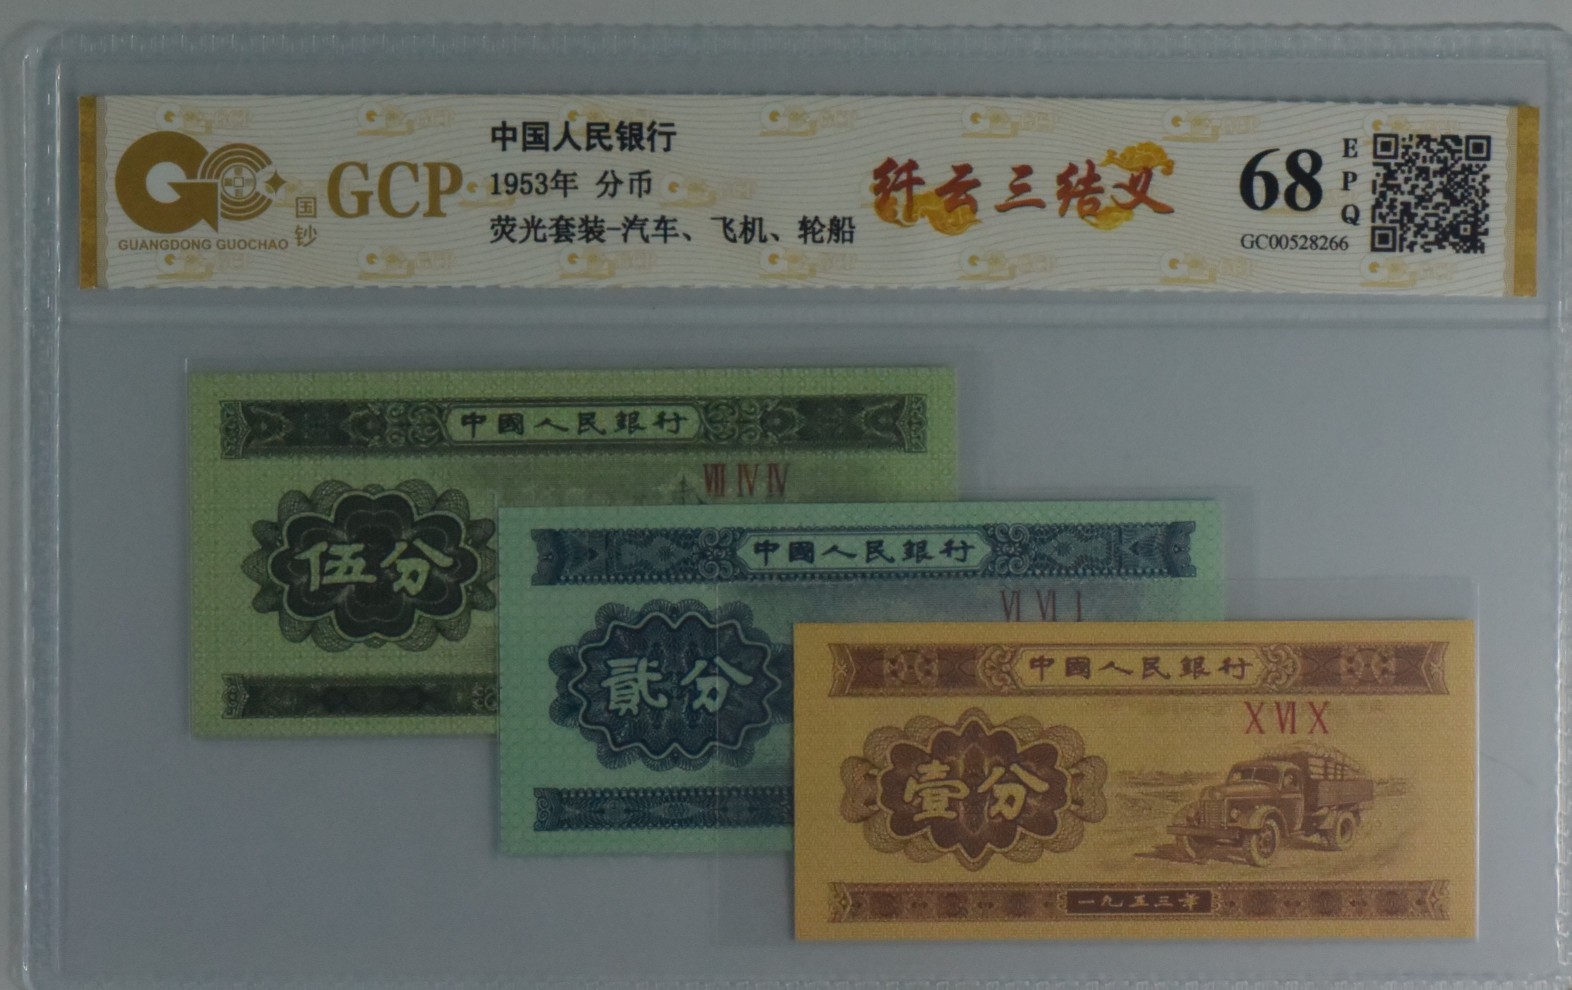 GUANGDONG GUOCHAO
国钞
GCP
中国人民银行
1953年 分币
荧光套装-汽车、飞机、轮船
纤云三结义
68
EPQ
GC00528266
中國人民銀行
Ⅶ Ⅳ Ⅳ
伍分
中國人民銀行
Ⅵ Ⅵ Ⅰ
貳分
中國人民銀行
Ⅹ Ⅵ Ⅹ
壹分
一九五三年